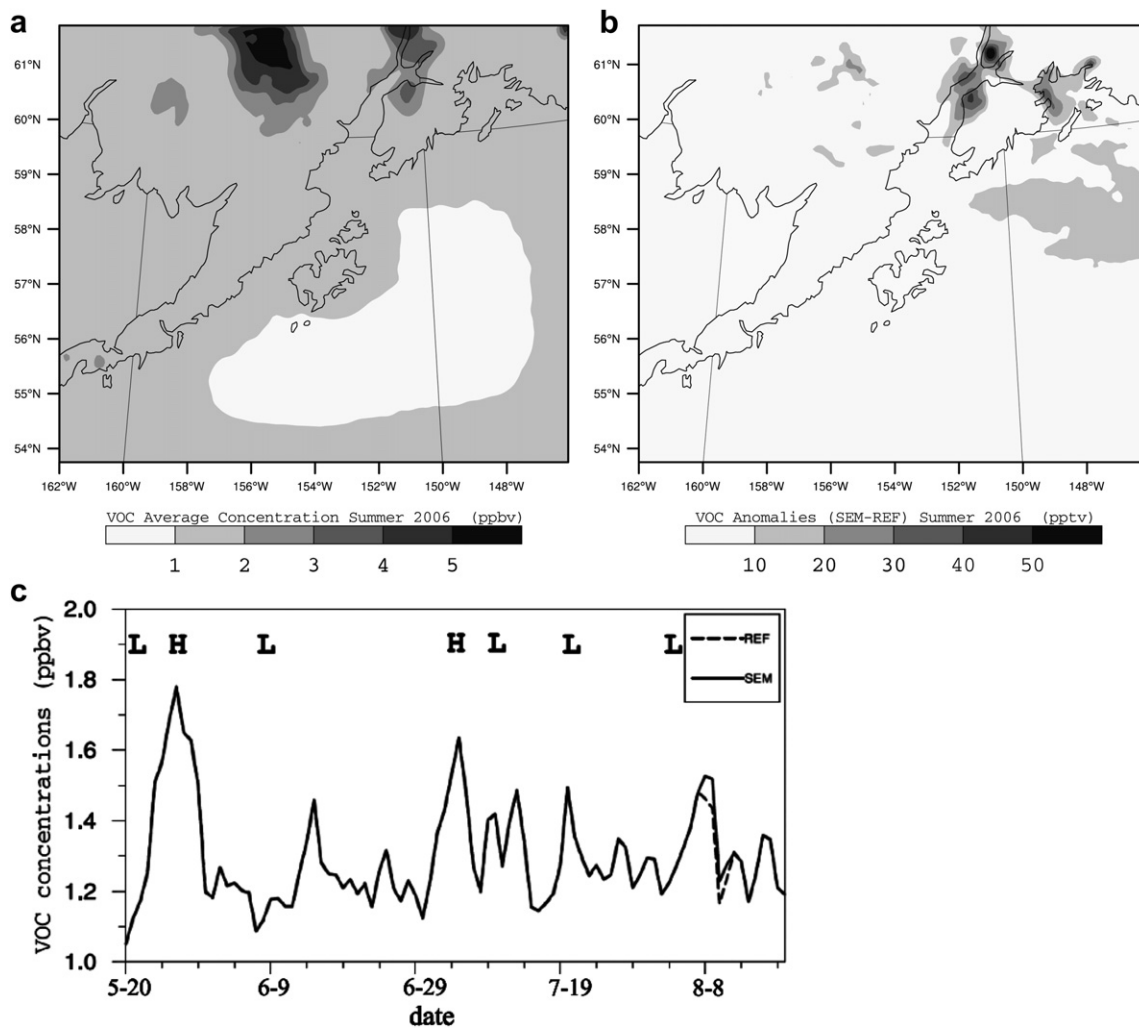 a
61°N
60°N
59°N
58°N
57°N
56°N
55°N
54°N
162°W 160°W 158°W 156°W 154°W 152°W 150°W 148°W
VOC Average Concentration Summer 2006 (ppbv)
1 2 3 4 5
b
61°N
60°N
59°N
58°N
57°N
56°N
55°N
54°N
162°W 160°W 158°W 156°W 154°W 152°W 150°W 148°W
VOC Anomalies (SEM-REF) Summer 2006 (pptv)
10 20 30 40 50
c
VOC concentrations (ppbv)
2.0
1.8
1.6
1.4
1.2
1.0
L H L H L L L
REF
SEM
5-20 6-9 6-29 7-19 8-8
date